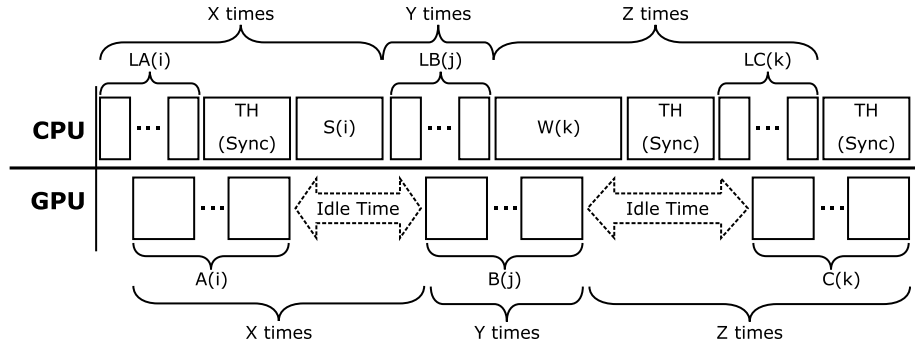 X times
Y times
Z times
LA(i)
LB(j)
LC(k)
CPU
TH
(Sync)
S(i)
W(k)
TH
(Sync)
TH
(Sync)
GPU
Idle Time
Idle Time
A(i)
B(j)
C(k)
X times
Y times
Z times